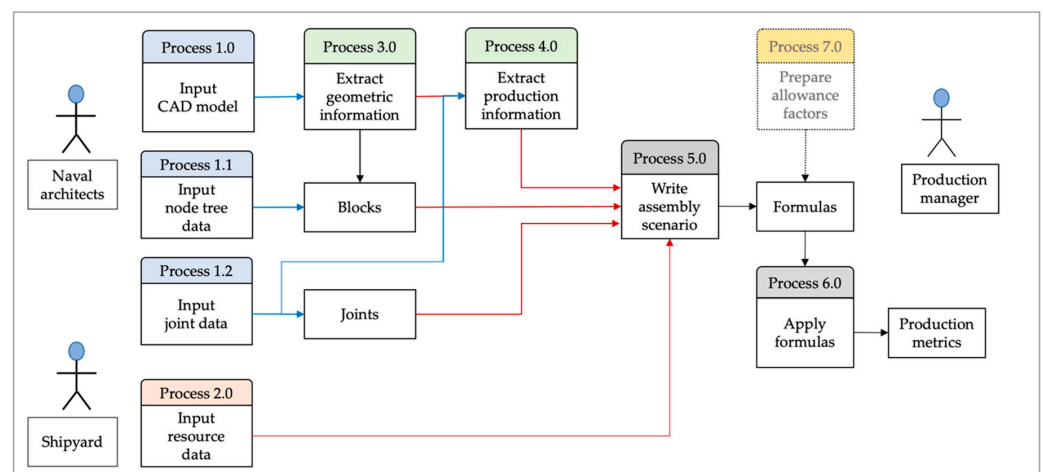 Process 1.0
Input
CAD model
Process 3.0
Extract
geometric
information
Process 4.0
Extract
production
information
Process 7.0
Prepare
allowance
factors
Naval
architects
Process 1.1
Input
node tree
data
Blocks
Process 5.0
Write
assembly
scenario
Formulas
Production
manager
Process 1.2
Input
joint data
Joints
Process 6.0
Apply
formulas
Production
metrics
Shipyard
Process 2.0
Input
resource
data